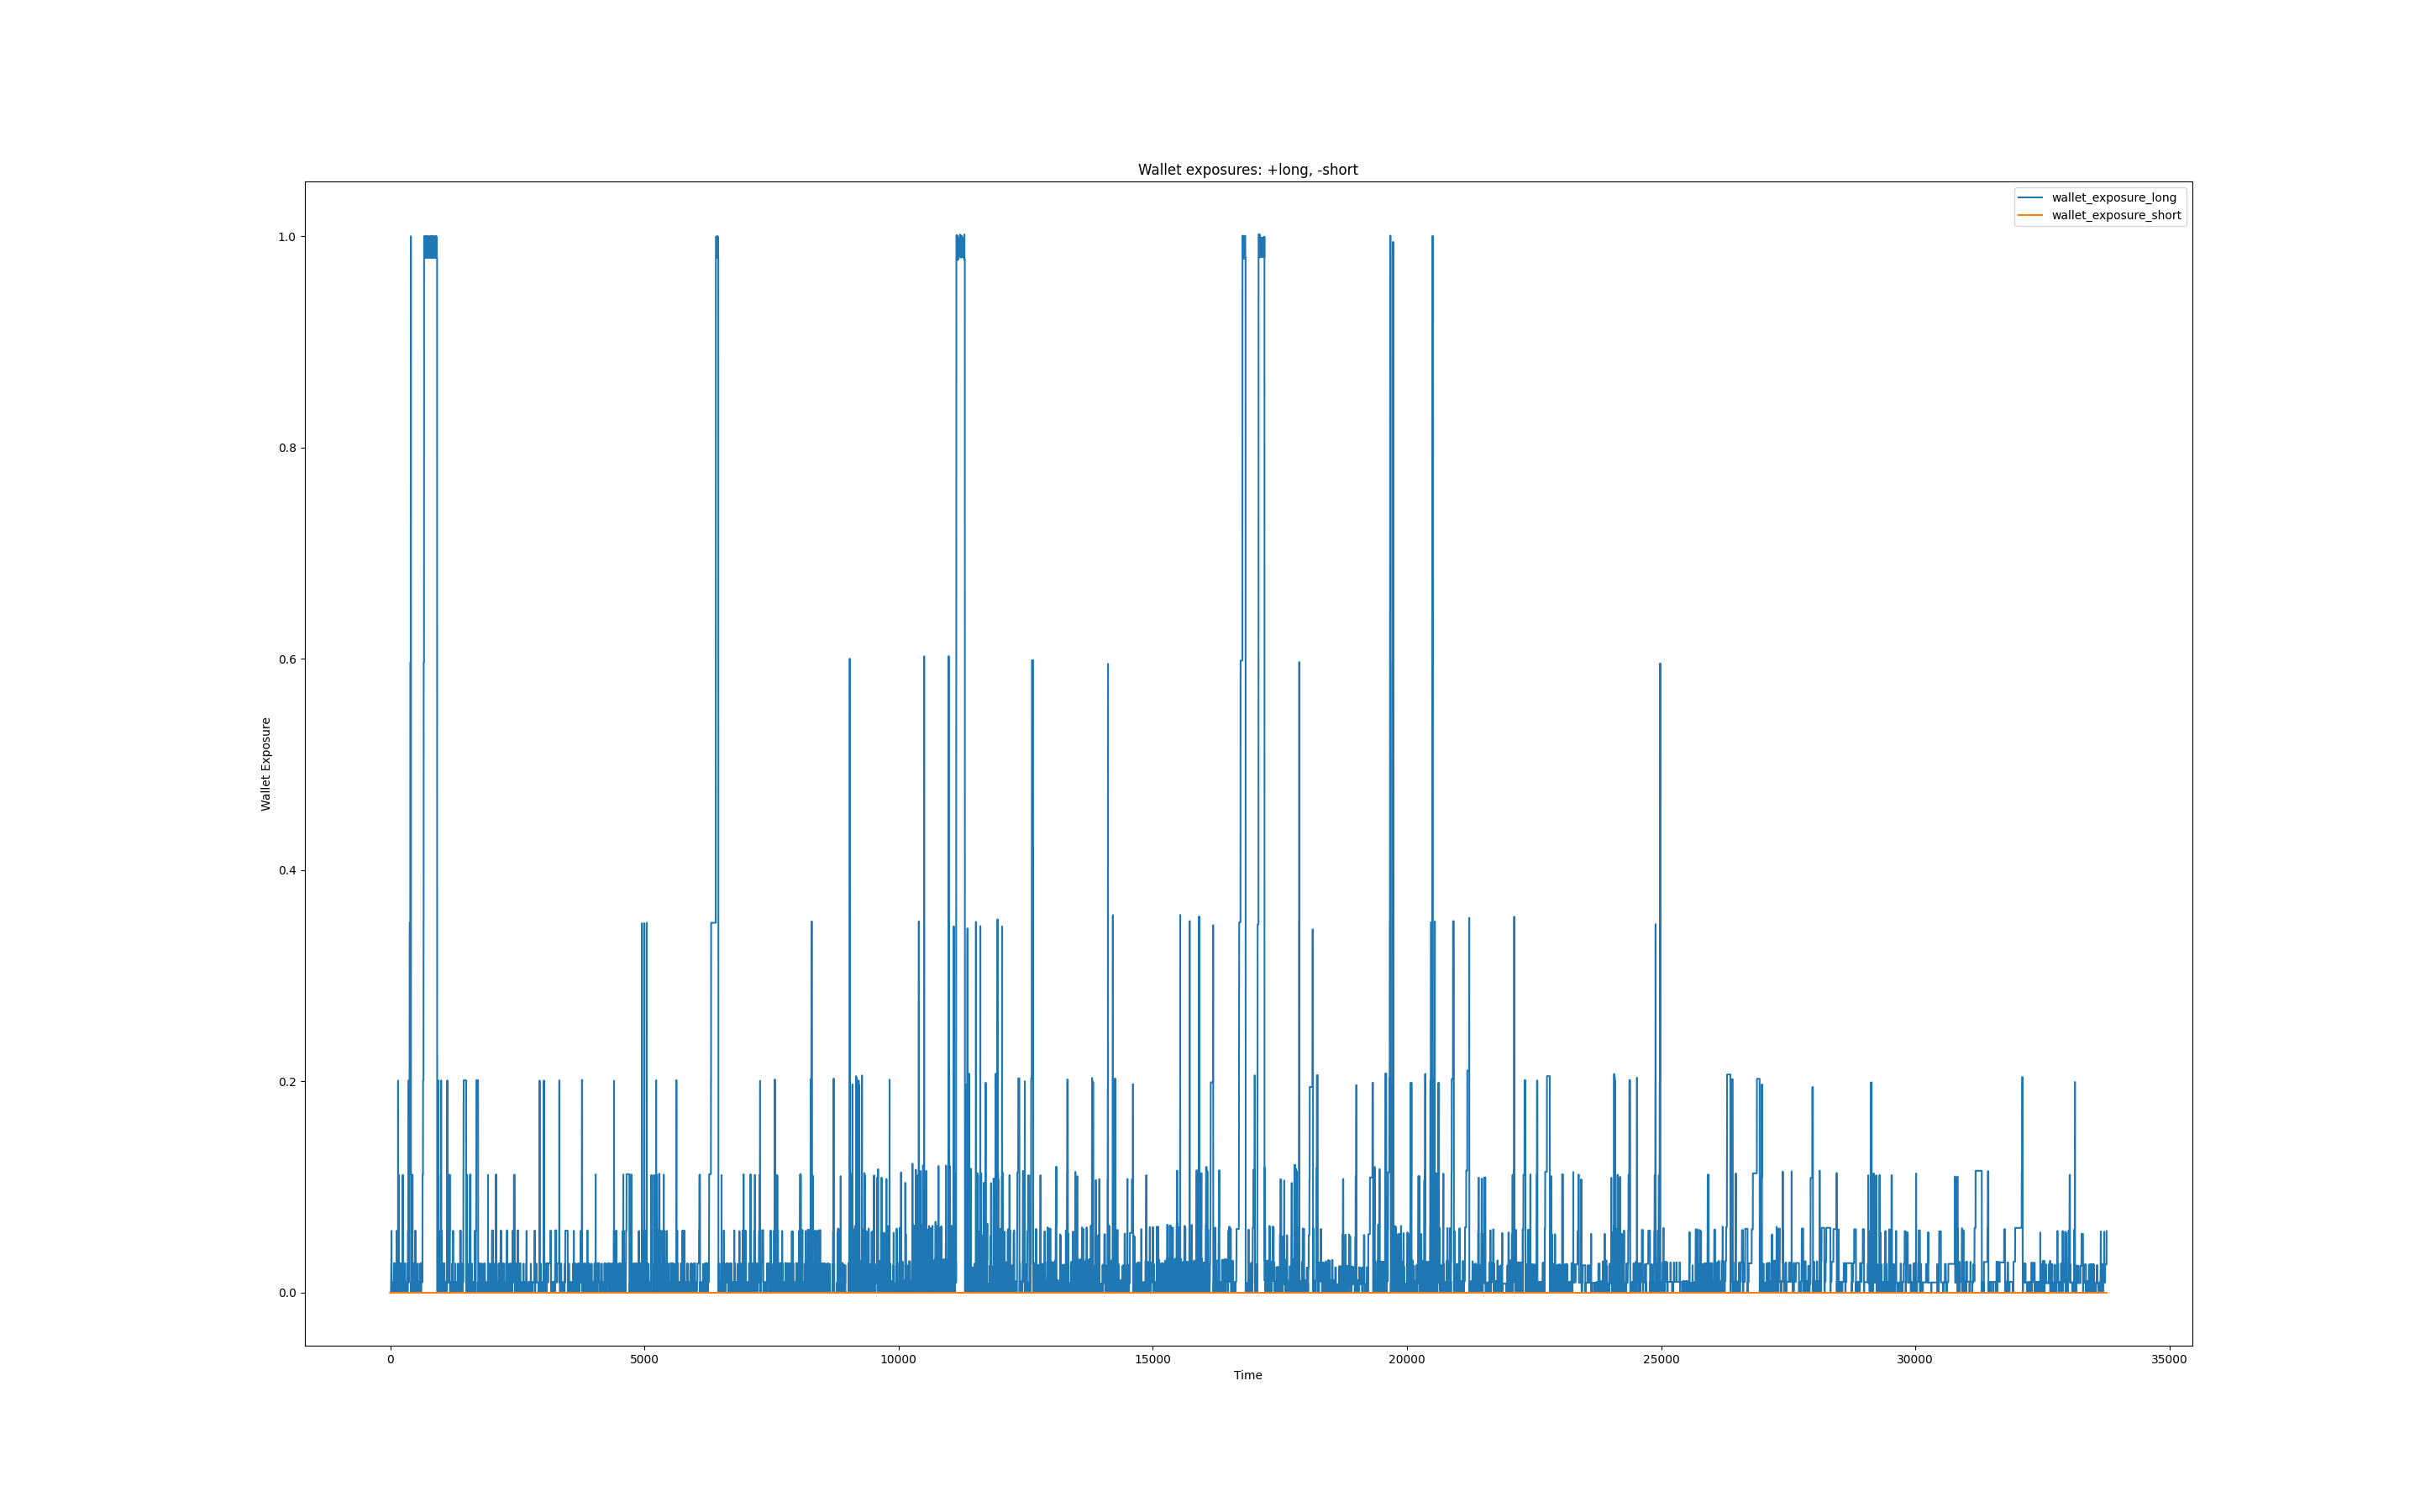 Wallet exposures: +long, -short
wallet_exposure_long
wallet_exposure_short
1.0
0.8
0.6
0.4
0.2
0.0
Wallet Exposure
0 5000 10000 15000 20000 25000 30000 35000
Time